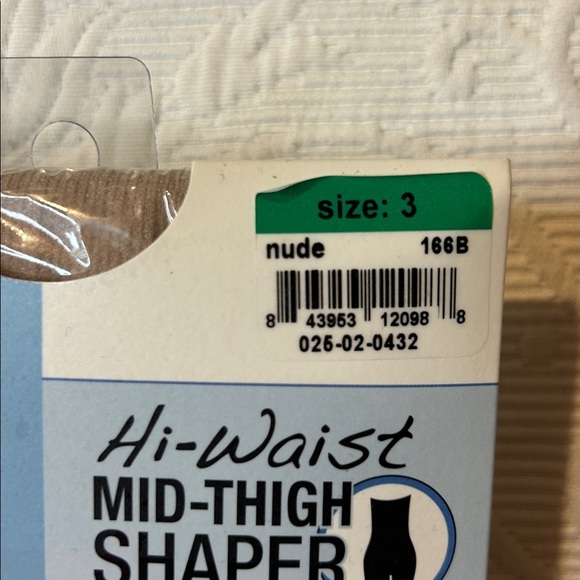 size: 3
nude 166B
8 43953 12098 8
025-02-0432
Hi-Waist
MID-THIGH
SHAPER